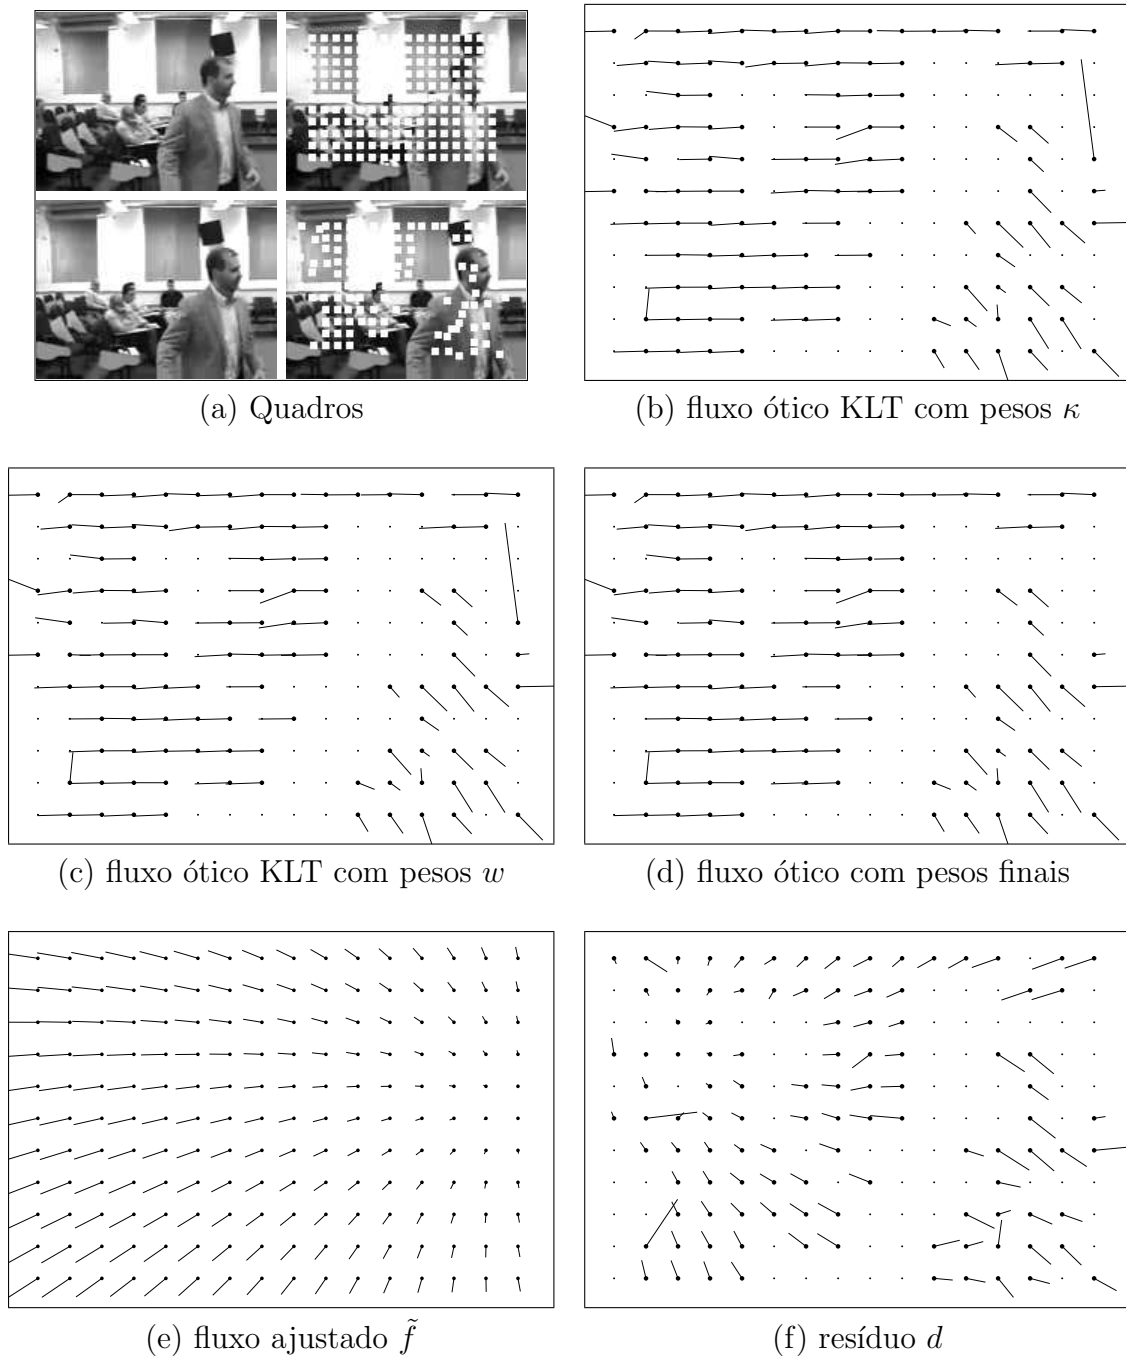 (a) Quadros
(b) fluxo ótico KLT com pesos κ
(c) fluxo ótico KLT com pesos w
(d) fluxo ótico com pesos finais
(e) fluxo ajustado f̃
(f) resíduo d